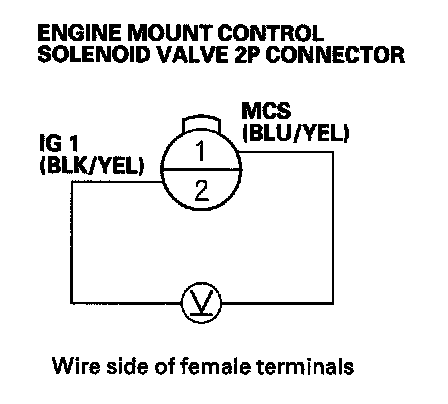 ENGINE MOUNT CONTROL
SOLENOID VALVE 2P CONNECTOR
MCS
(BLU/YEL)
IG 1
(BLK/YEL)
1
2
V
Wire side of female terminals